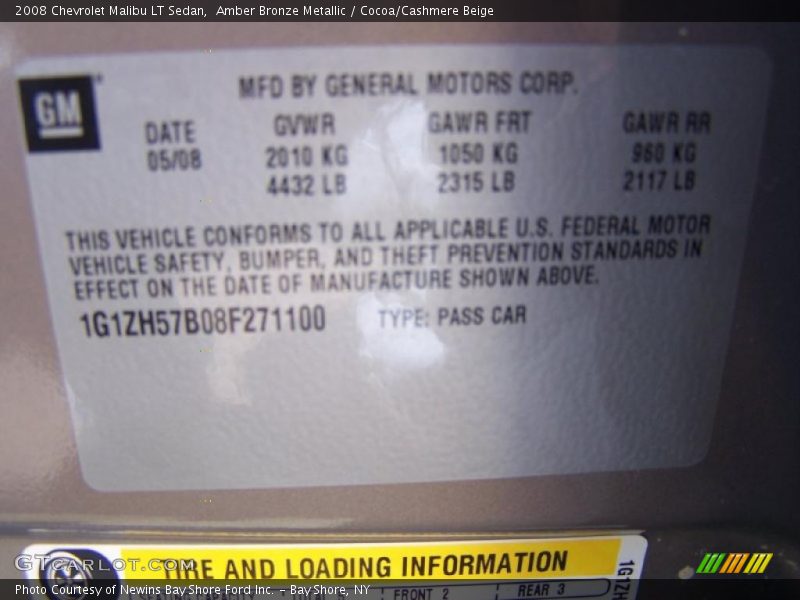 2008 Chevrolet Malibu LT Sedan, Amber Bronze Metallic / Cocoa/Cashmere Beige
MFD BY GENERAL MOTORS CORP.
GM
DATE GVWR GAWR FRT GAWR RR
05/08 2010 KG 1050 KG 960 KG
4432 LB 2315 LB 2117 LB
THIS VEHICLE CONFORMS TO ALL APPLICABLE U.S. FEDERAL MOTOR
VEHICLE SAFETY, BUMPER, AND THEFT PREVENTION STANDARDS IN
EFFECT ON THE DATE OF MANUFACTURE SHOWN ABOVE.
1G1ZH57B08F271100 TYPE: PASS CAR
GTCARLOT.COM
TIRE AND LOADING INFORMATION
FRONT 2 REAR 3
1G1ZH
Photo Courtesy of Newins Bay Shore Ford Inc. - Bay Shore, NY